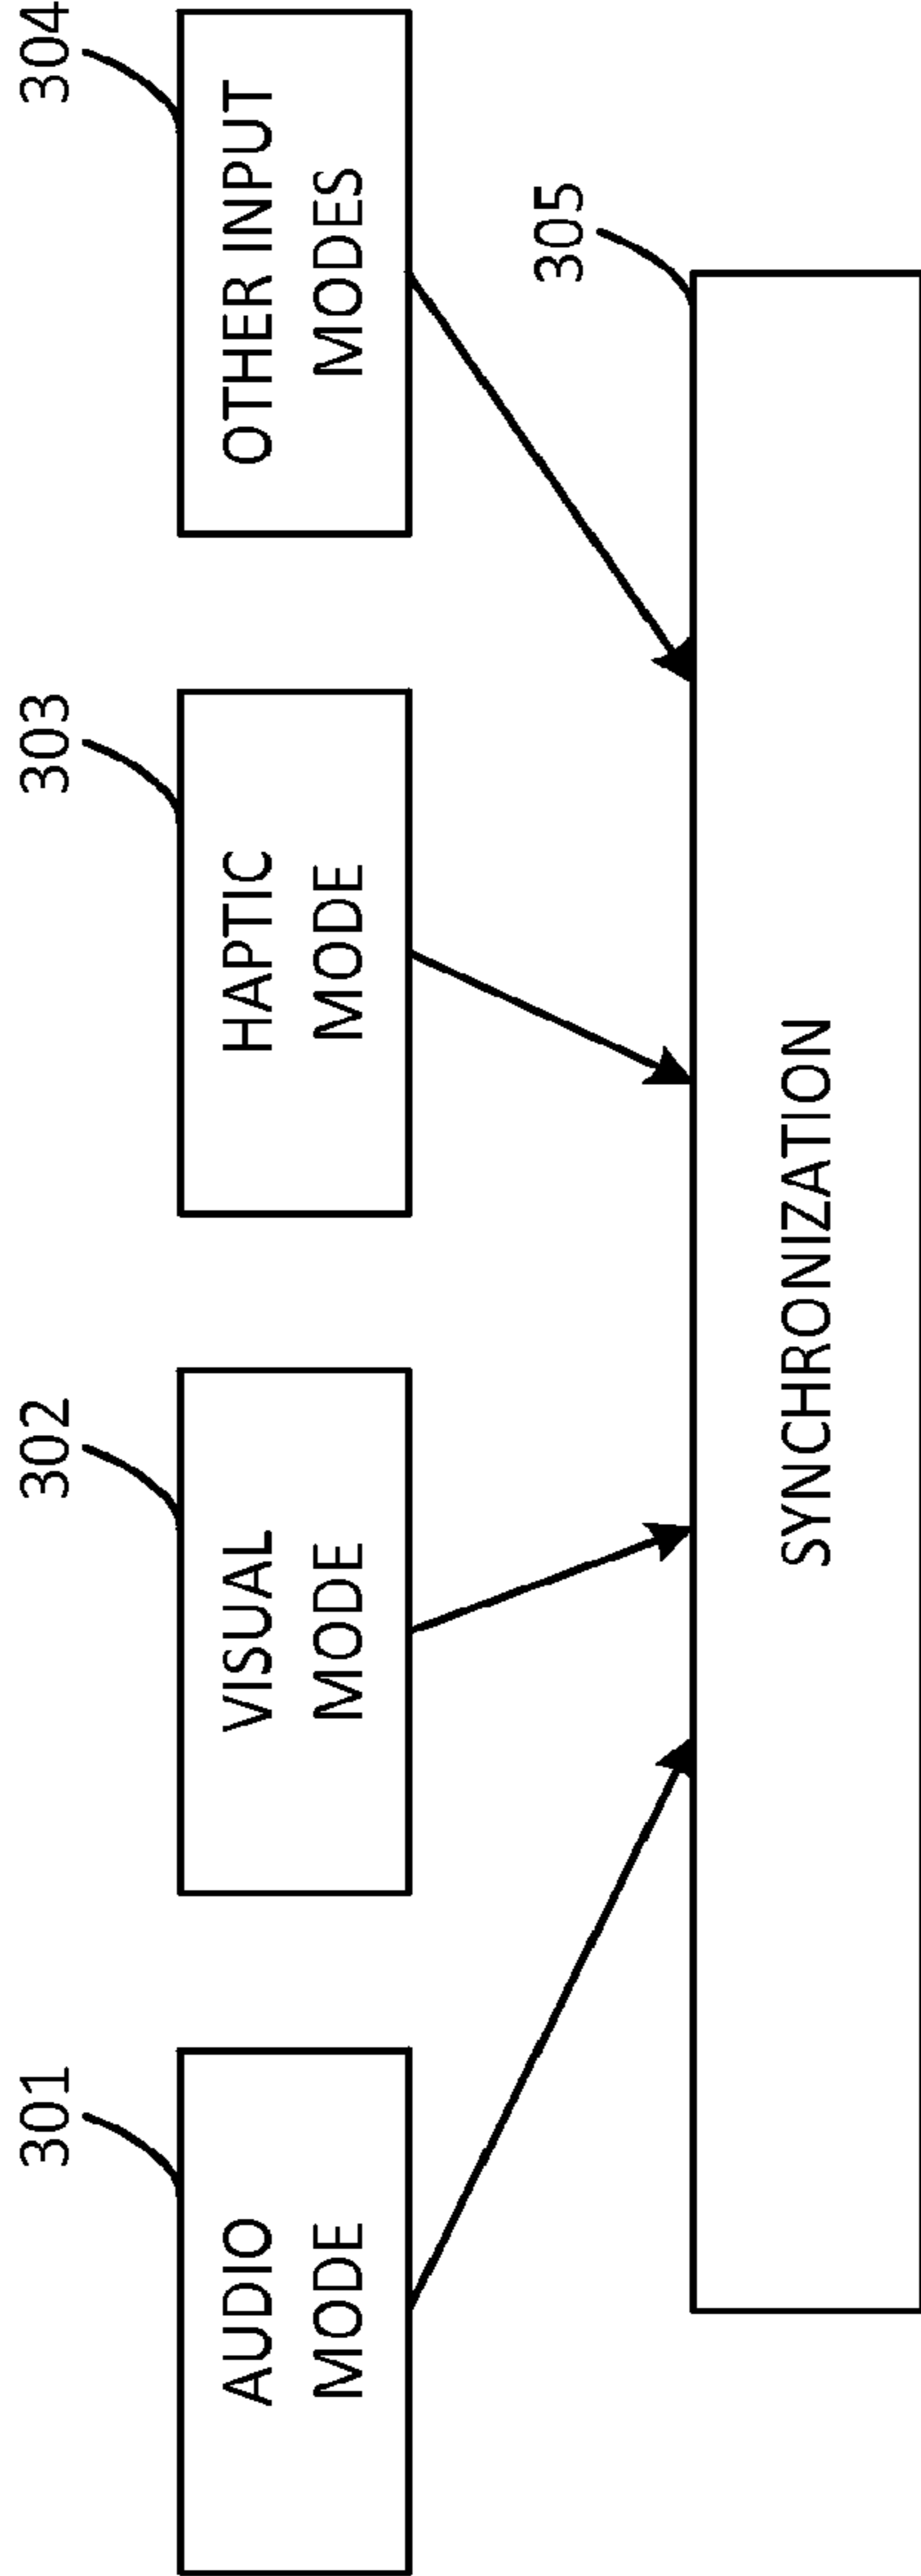 301
AUDIO
MODE
302
VISUAL
MODE
303
HAPTIC
MODE
304
OTHER INPUT
MODES
305
SYNCHRONIZATION